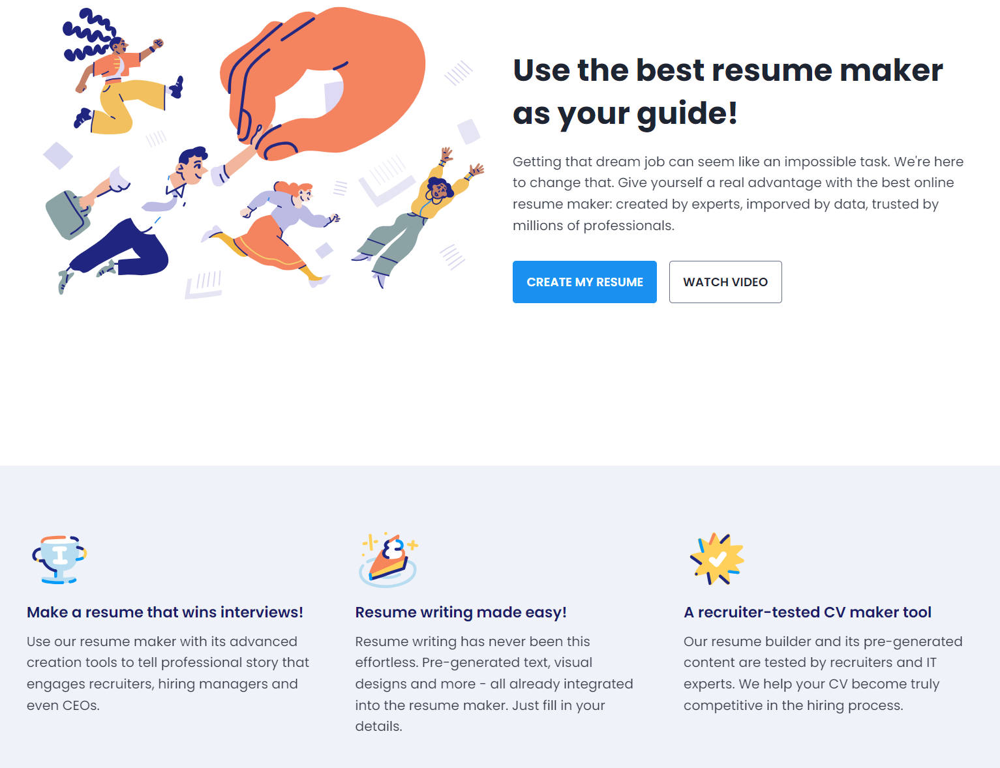 Use the best resume maker
as your guide!
Getting that dream job can seem like an impossible task. We're here
to change that. Give yourself a real advantage with the best online
resume maker: created by experts, imporved by data, trusted by
millions of professionals.
CREATE MY RESUME
WATCH VIDEO
I
Make a resume that wins interviews!
Use our resume maker with its advanced
creation tools to tell professional story that
engages recruiters, hiring managers and
even CEOs.
Resume writing made easy!
Resume writing has never been this
effortless. Pre-generated text, visual
designs and more - all already integrated
into the resume maker. Just fill in your
details.
A recruiter-tested CV maker tool
Our resume builder and its pre-generated
content are tested by recruiters and IT
experts. We help your CV become truly
competitive in the hiring process.